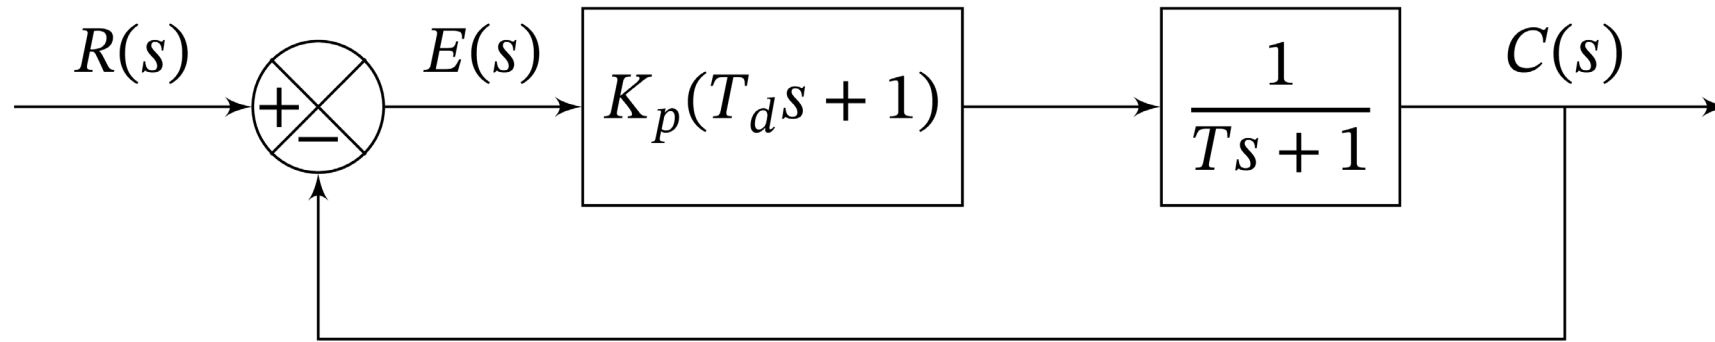 R(s)
E(s)
C(s)
+
−
K_p(T_d s + 1)
1
Ts + 1